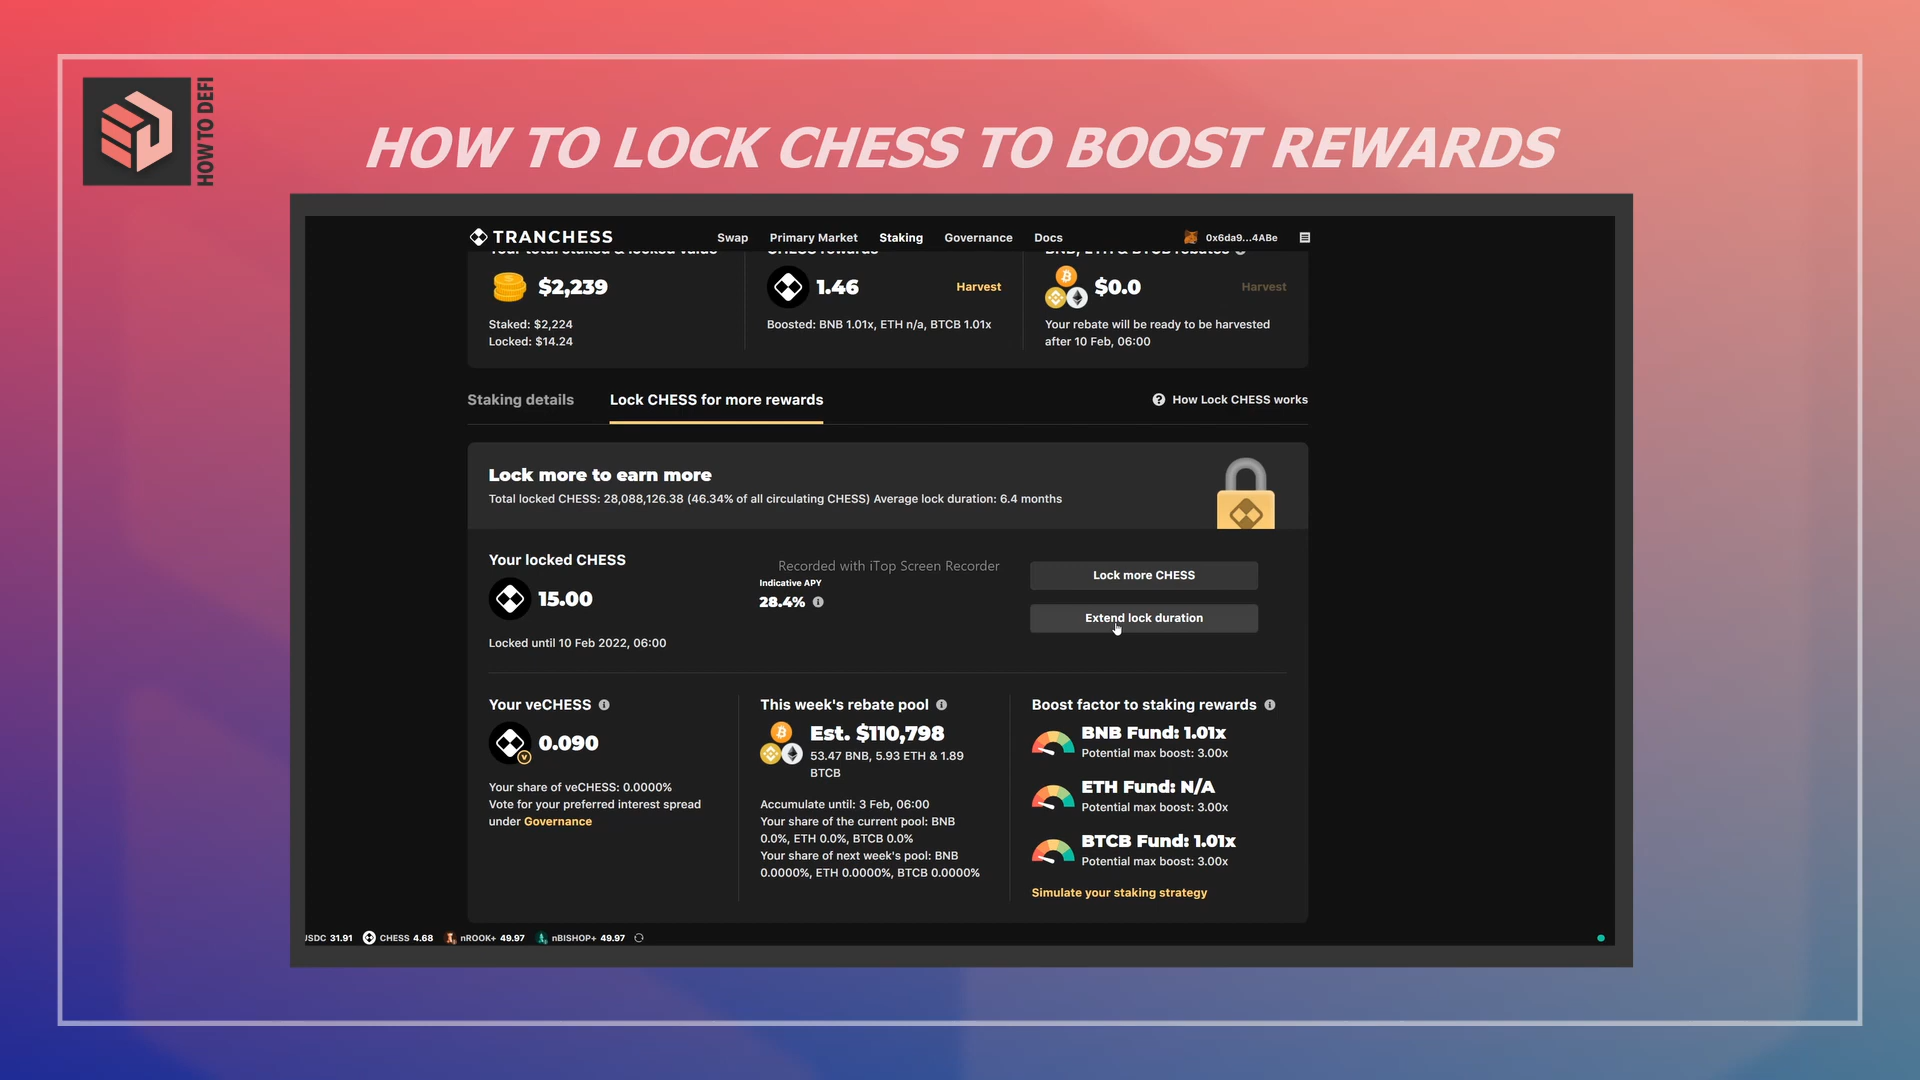 HOW TO DEFI
HOW TO LOCK CHESS TO BOOST REWARDS
TRANCHESS
Swap
Primary Market
Staking
Governance
Docs
0x6da9...4ABe
Your total staked & locked value
CHESS rewards
BNB, ETH & BTCB rebates
$2,239
1.46
Harvest
$0.0
Harvest
Staked: $2,224
Locked: $14.24
Boosted: BNB 1.01x, ETH n/a, BTCB 1.01x
Your rebate will be ready to be harvested
after 10 Feb, 06:00
Staking details
Lock CHESS for more rewards
? How Lock CHESS works
Lock more to earn more
Total locked CHESS: 28,088,126.38 (46.34% of all circulating CHESS) Average lock duration: 6.4 months
Your locked CHESS
15.00
Locked until 10 Feb 2022, 06:00
Recorded with iTop Screen Recorder
Indicative APY
28.4%
Lock more CHESS
Extend lock duration
Your veCHESS
0.090
Your share of veCHESS: 0.0000%
Vote for your preferred interest spread
under Governance
This week's rebate pool
Est. $110,798
53.47 BNB, 5.93 ETH & 1.89
BTCB
Accumulate until: 3 Feb, 06:00
Your share of the current pool: BNB
0.0%, ETH 0.0%, BTCB 0.0%
Your share of next week's pool: BNB
0.0000%, ETH 0.0000%, BTCB 0.0000%
Boost factor to staking rewards
BNB Fund: 1.01x
Potential max boost: 3.00x
ETH Fund: N/A
Potential max boost: 3.00x
BTCB Fund: 1.01x
Potential max boost: 3.00x
Simulate your staking strategy
USDC 31.91
CHESS 4.68
nROOK+ 49.97
nBISHOP+ 49.97